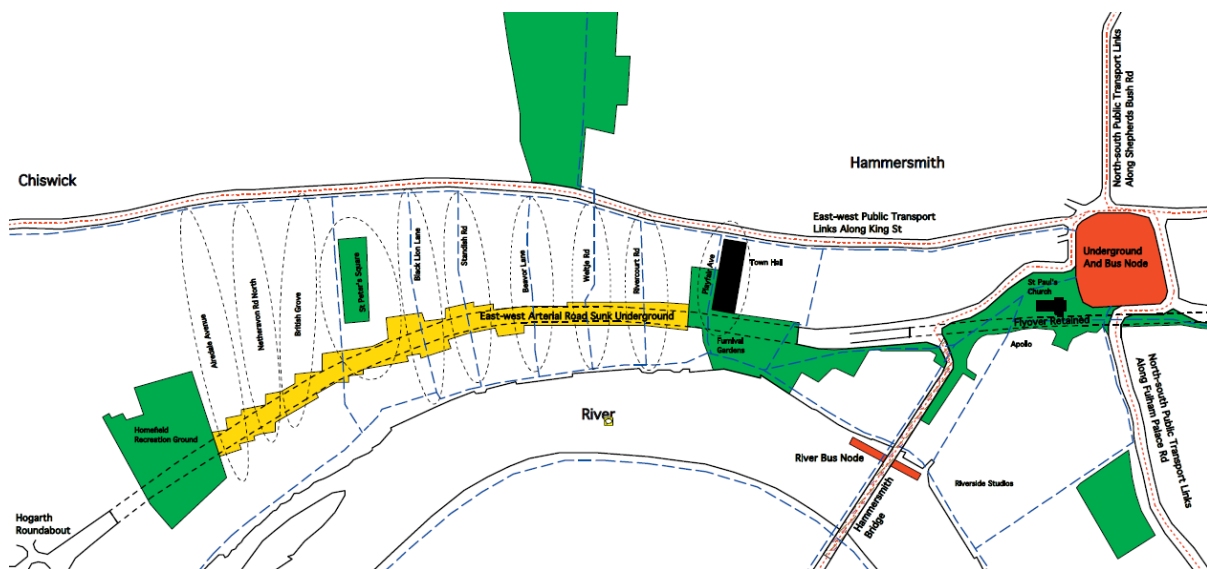 Chiswick
Hammersmith
North-south Public Transport Links
Along Shepherds Bush Rd
East-west Public Transport
Links Along King St
Underground
And Bus Node
Airedale Avenue
Netheravon Rd North
British Grove
St Peter's Square
Black Lion Lane
Standish Rd
Beavor Lane
Weltje Rd
Rivercourt Rd
Playfair Ave
Town Hall
St Paul's
Church
Flyover Retained
Apollo
East-west Arterial Road Sunk Underground
Furnival
Gardens
Homefield
Recreation Ground
River
River Bus Node
Hammersmith
Bridge
Riverside Studios
North-south Public Transport Links
Along Fulham Palace Rd
Hogarth
Roundabout